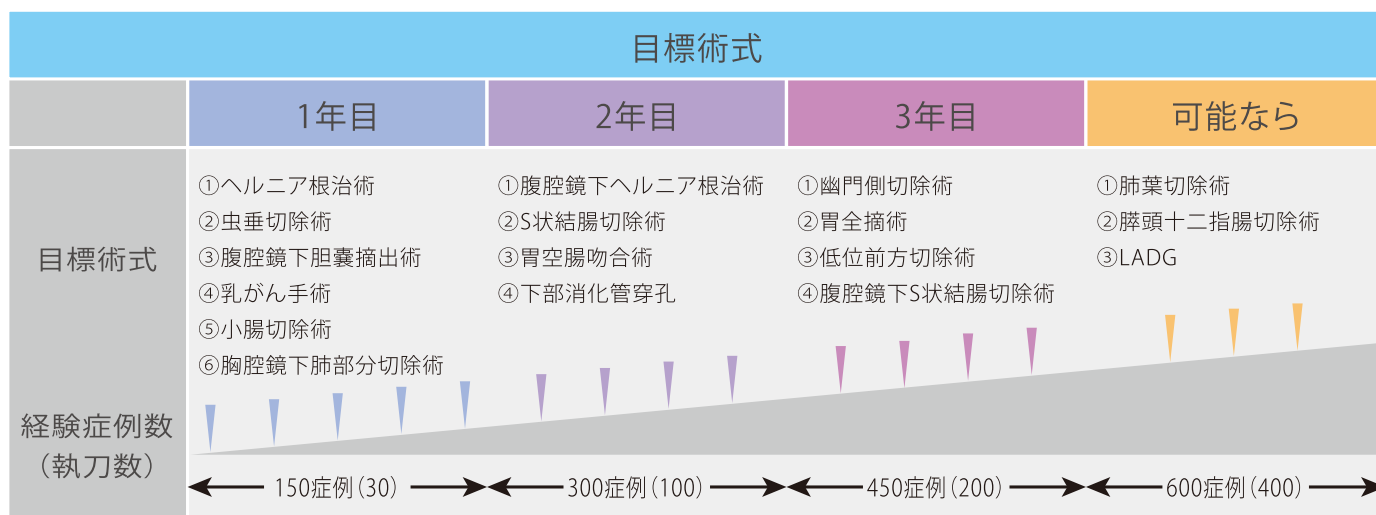 目標術式
1年目 2年目 3年目 可能なら
目標術式
①ヘルニア根治術
②虫垂切除術
③腹腔鏡下胆嚢摘出術
④乳がん手術
⑤小腸切除術
⑥胸腔鏡下肺部分切除術
①腹腔鏡下ヘルニア根治術
②S状結腸切除術
③胃空腸吻合術
④下部消化管穿孔
①幽門側切除術
②胃全摘術
③低位前方切除術
④腹腔鏡下S状結腸切除術
①肺葉切除術
②膵頭十二指腸切除術
③LADG
経験症例数
（執刀数）
150症例（30） 300症例（100） 450症例（200） 600症例（400）